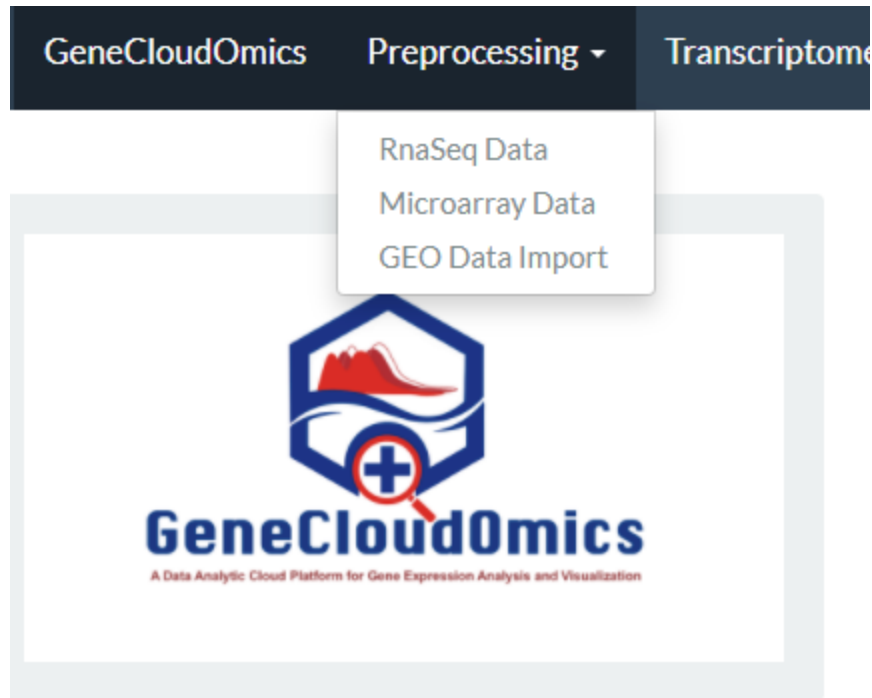 GeneCloudOmics Preprocessing Transcriptome
RnaSeq Data
Microarray Data
GEO Data Import
GeneCloudOmics
A Data Analytic Cloud Platform for Gene Expression Analysis and Visualization